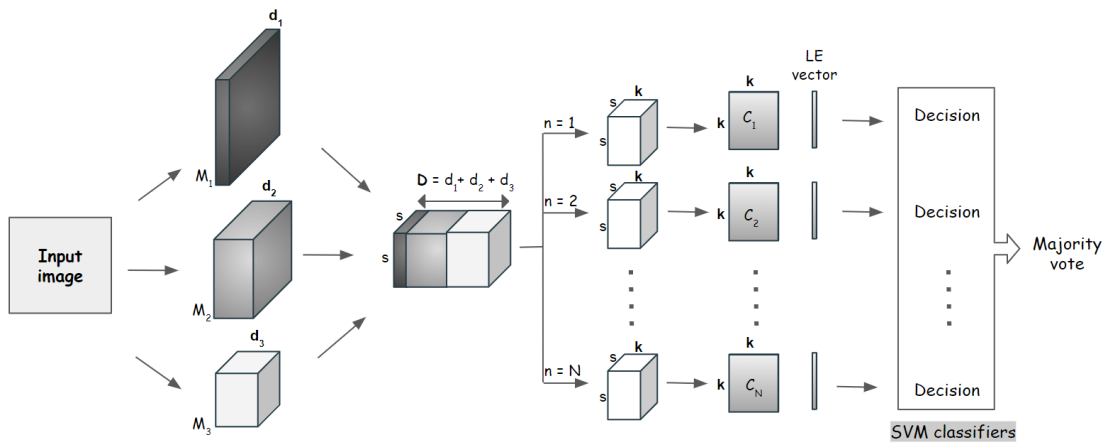 Input
image
d₁
M₁
d₂
M₂
d₃
M₃
D = d₁+ d₂ + d₃
s
s
n = 1
s
k
s
k
k
C₁
LE
vector
Decision
n = 2
s
k
s
k
k
C₂
Decision
n = N
s
k
s
k
k
C_N
Decision
SVM classifiers
Majority
vote